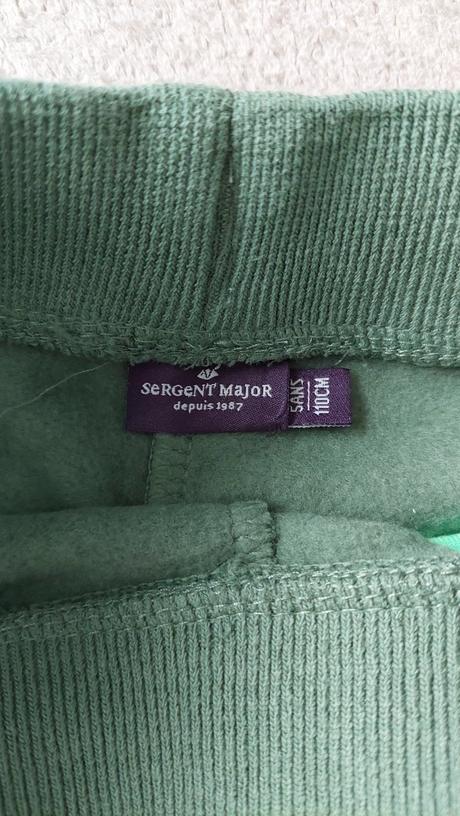 SeRGeNT MaJoR
depuis 1987
5ANS
110CM